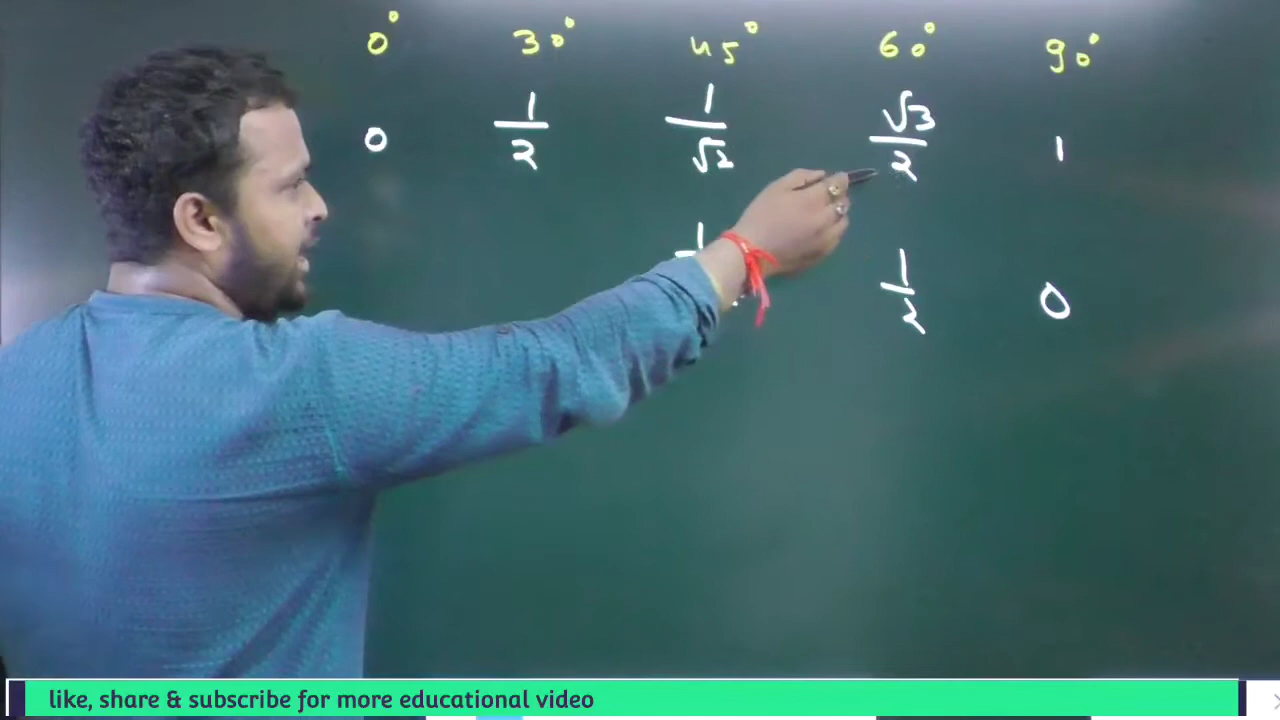 0° 30° 45° 60° 90°
0 1/2 1/√2 √3/2 1
1/2 0
like, share & subscribe for more educational video